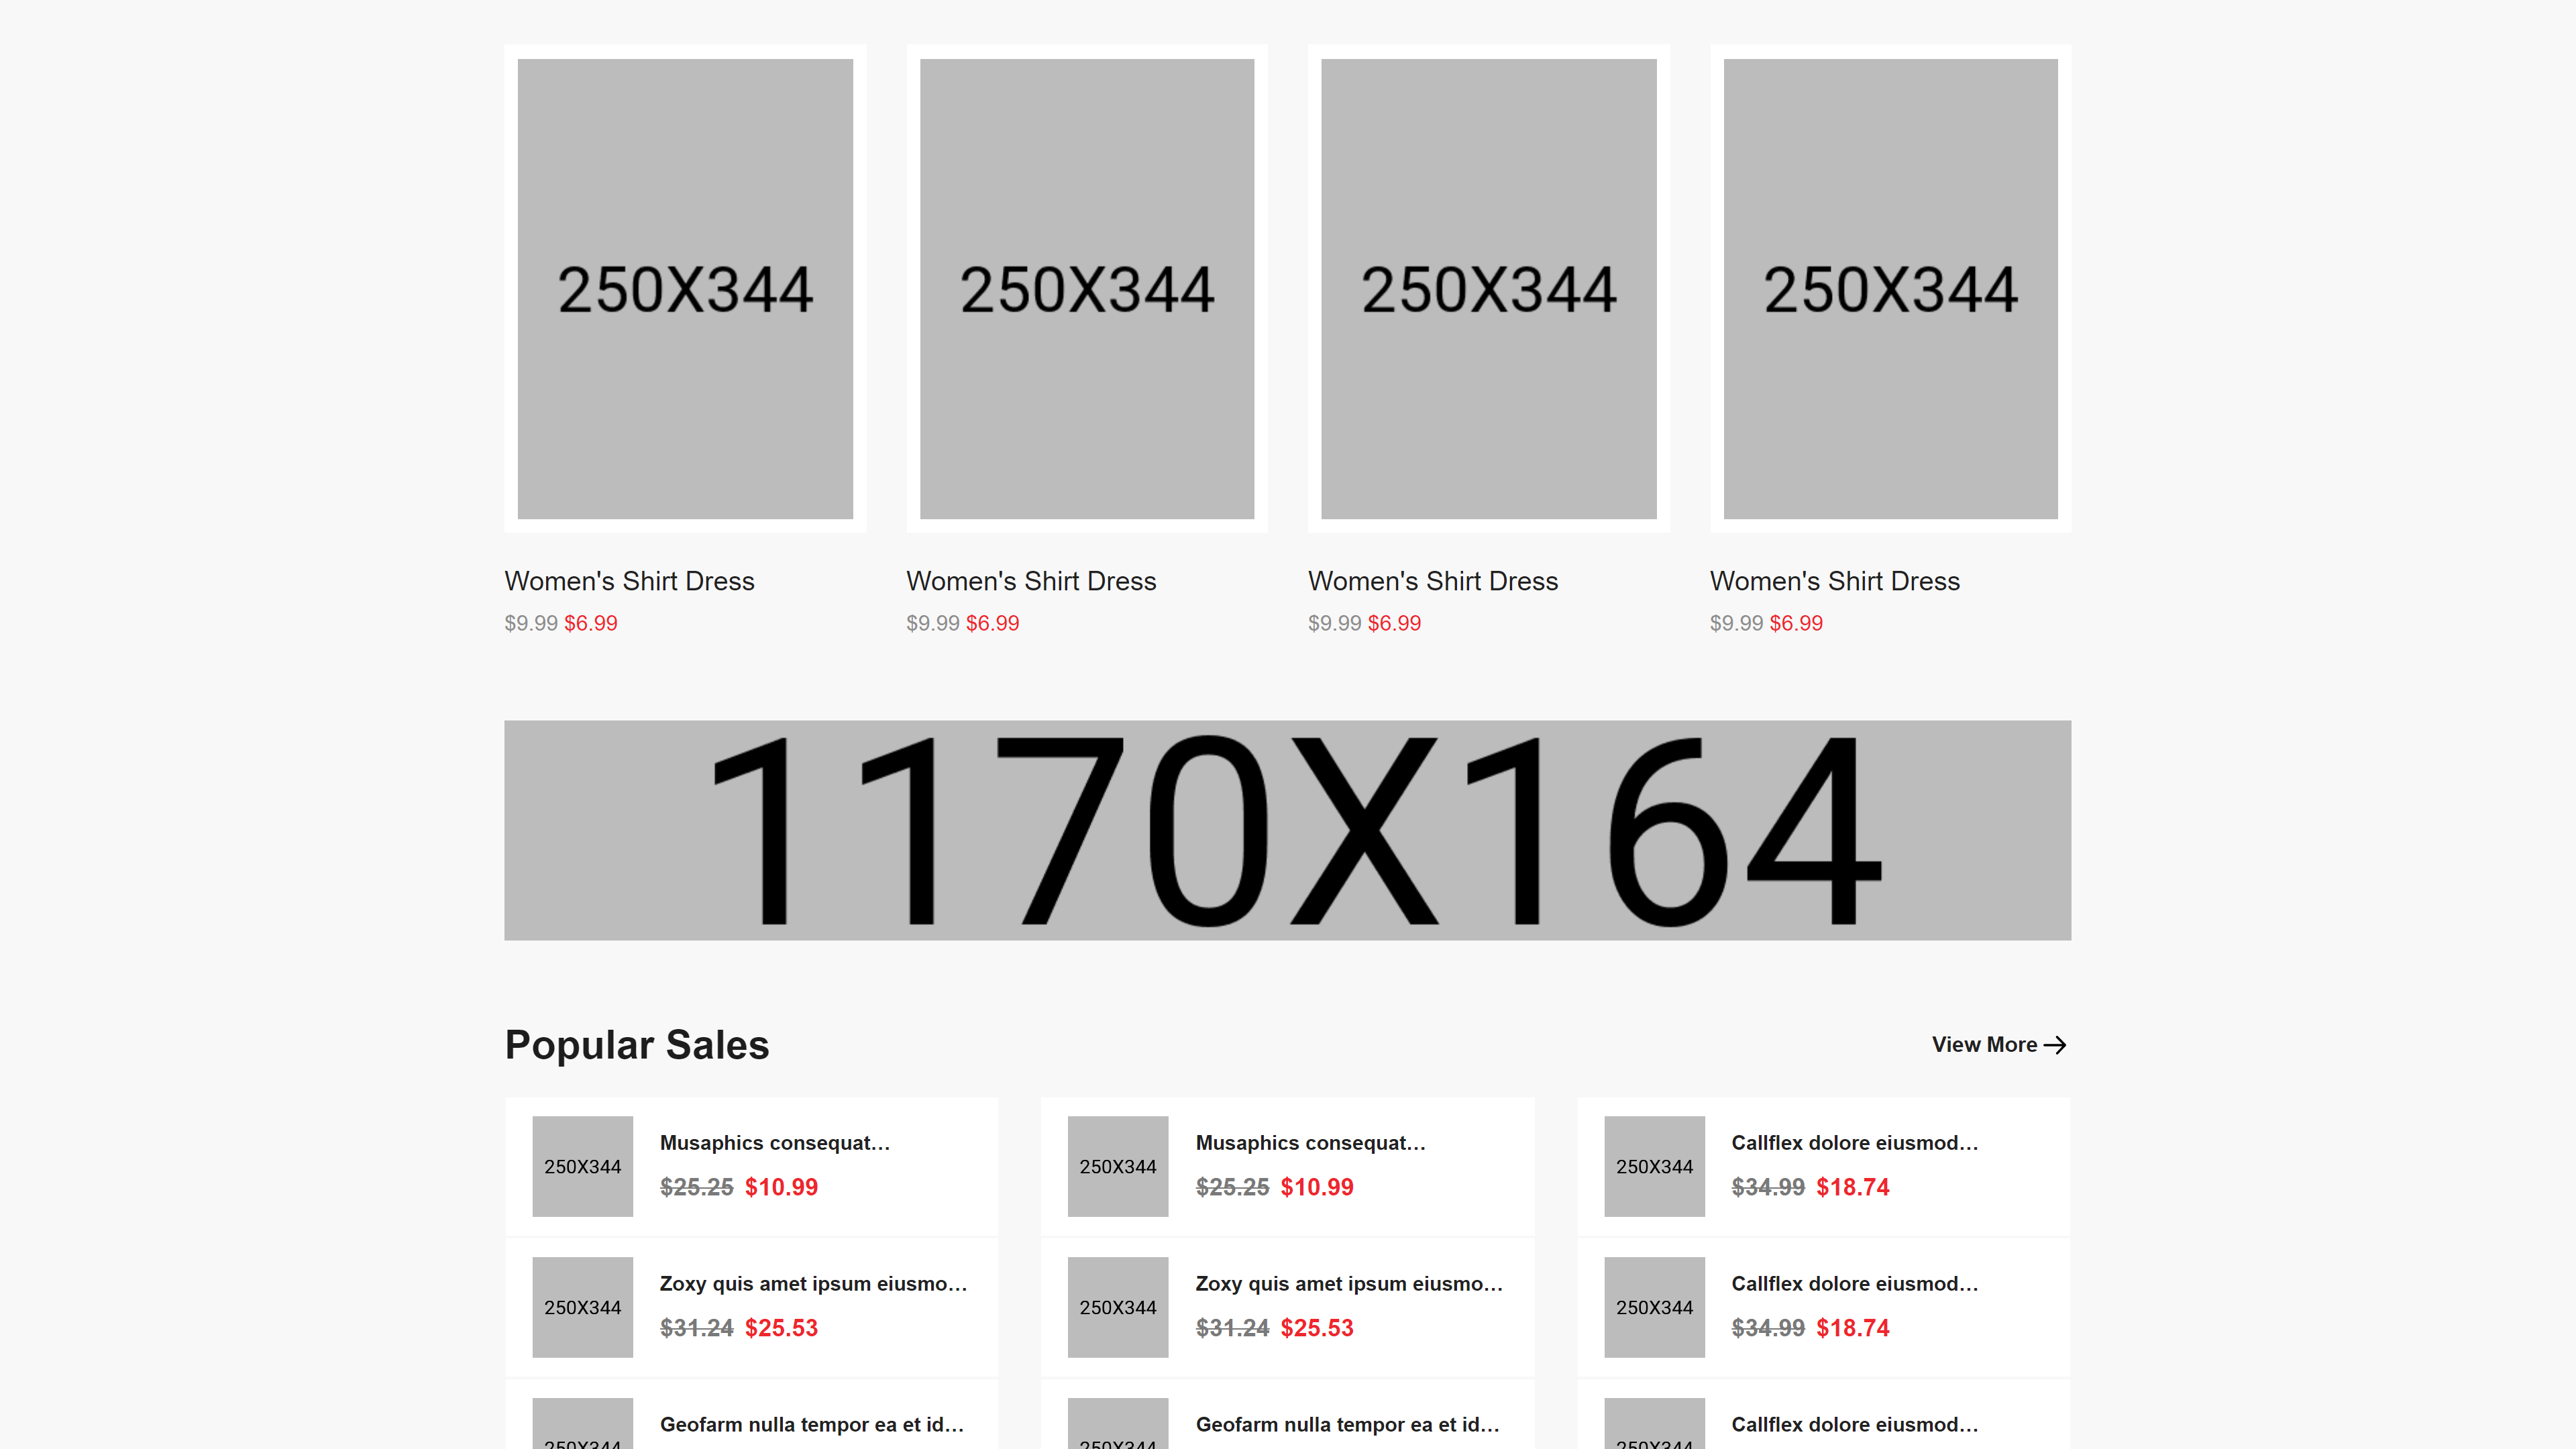 250X344 250X344 250X344 250X344
Women's Shirt Dress Women's Shirt Dress Women's Shirt Dress Women's Shirt Dress
$9.99 $6.99 $9.99 $6.99 $9.99 $6.99 $9.99 $6.99
1170X164
Popular Sales View More
250X344 Musaphics consequat... $25.25 $10.99
250X344 Musaphics consequat... $25.25 $10.99
250X344 Callflex dolore eiusmod... $34.99 $18.74
250X344 Zoxy quis amet ipsum eiusmo... $31.24 $25.53
250X344 Zoxy quis amet ipsum eiusmo... $31.24 $25.53
250X344 Callflex dolore eiusmod... $34.99 $18.74
250X344 Geofarm nulla tempor ea et id...
250X344 Geofarm nulla tempor ea et id...
250X344 Callflex dolore eiusmod...